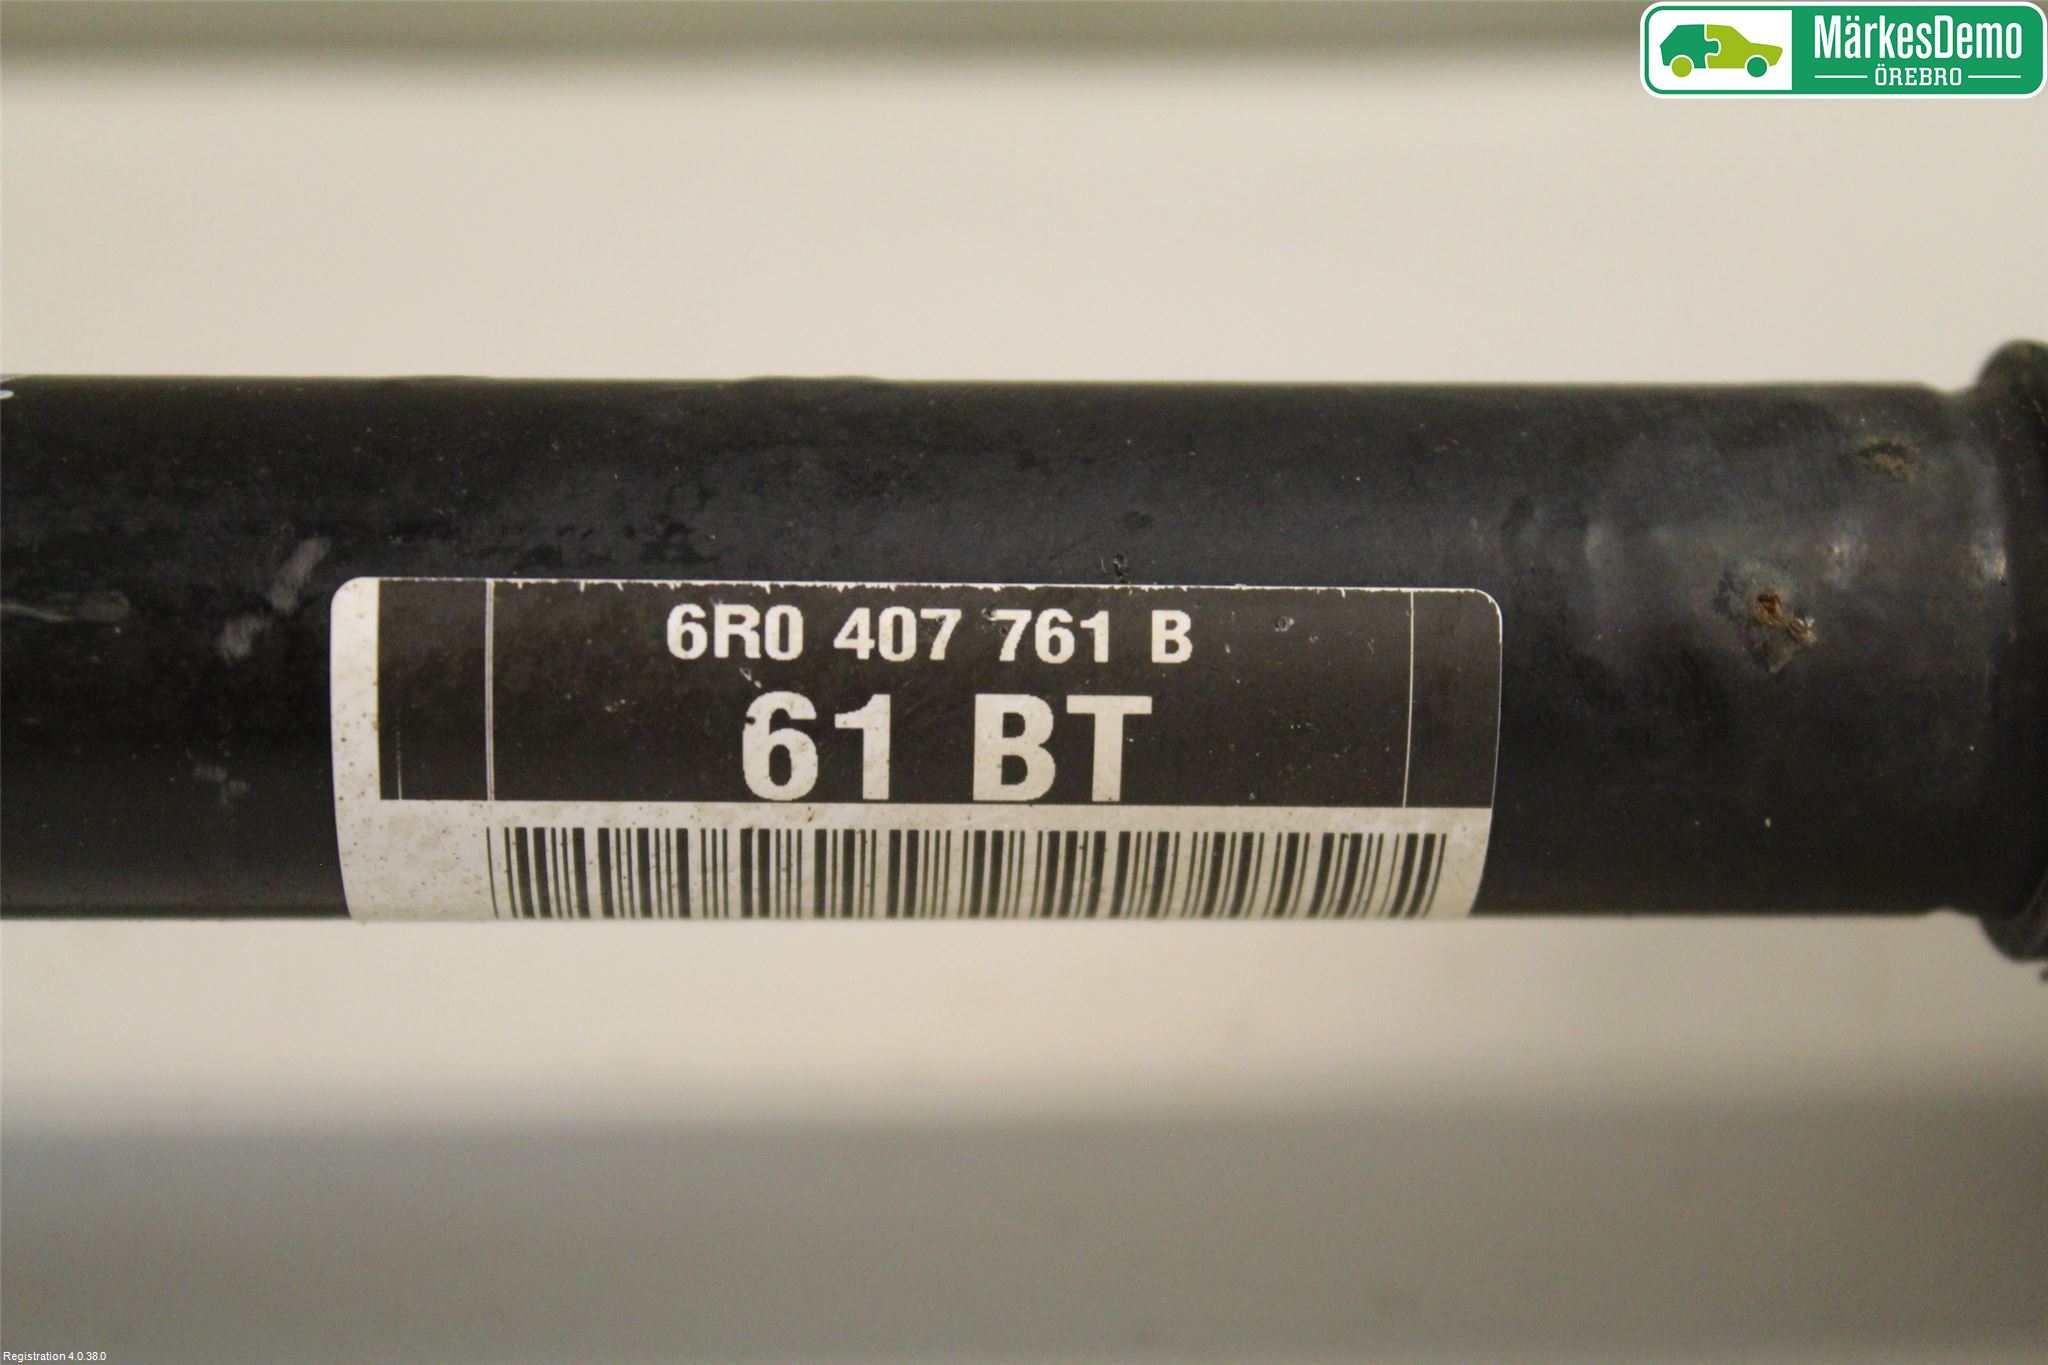 MärkesDemo
ÖREBRO
6R0 407 761 B
61 BT
Registration 4.0.38.0